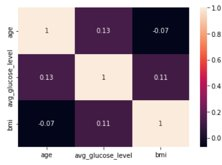 1.0
age
1
0.13
-0.07
0.8
avg_glucose_level
0.6
0.13
1
0.11
0.4
0.2
bmi
-0.07
0.11
1
0.0
age
avg_glucose_level
bmi